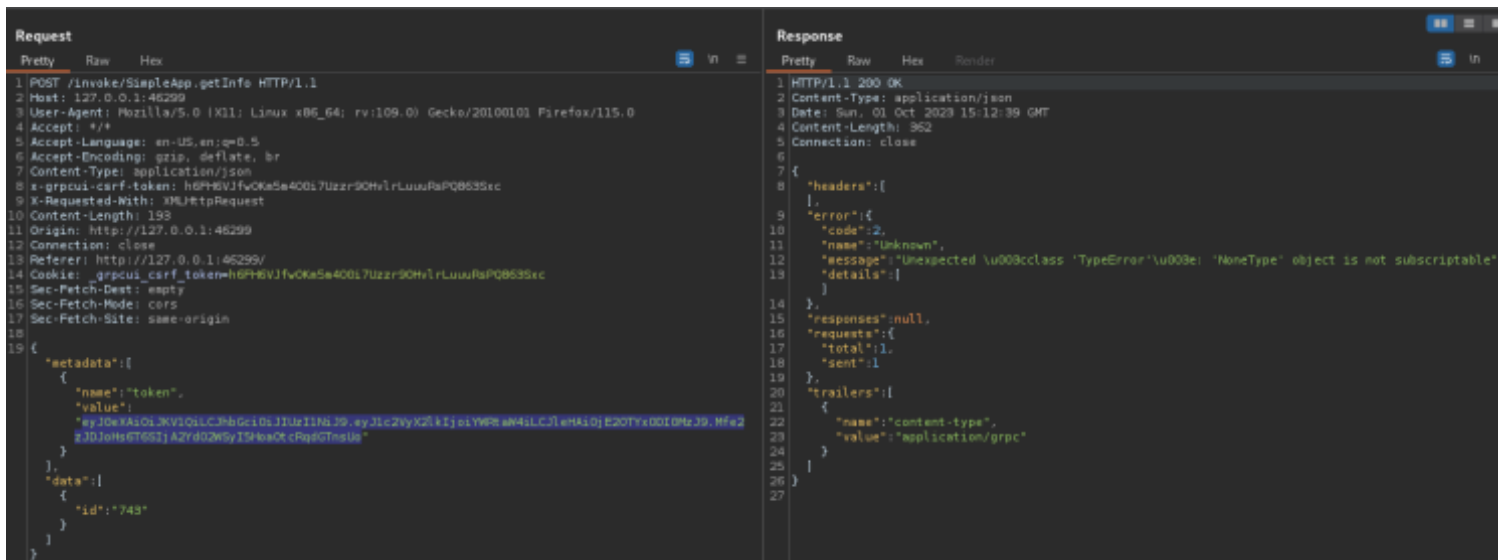 Request
Pretty Raw Hex
\n
1 POST /invoke/SimpleApp.getInfo HTTP/1.1
2 Host: 127.0.0.1:46299
3 User-Agent: Mozilla/5.0 (X11; Linux x86_64; rv:109.0) Gecko/20100101 Firefox/115.0
4 Accept: */*
5 Accept-Language: en-US,en;q=0.5
6 Accept-Encoding: gzip, deflate, br
7 Content-Type: application/json
8 x-grpcui-csrf-token:
9 X-Requested-With: XMLHttpRequest
10 Content-Length: 193
11 Origin: http://127.0.0.1:46299
12 Connection: close
13 Referer: http://127.0.0.1:46299/
14 Cookie: _grpcui_csrf_token=
15 Sec-Fetch-Dest: empty
16 Sec-Fetch-Mode: cors
17 Sec-Fetch-Site: same-origin
18
19 {
"metadata":[
{
"name":"token",
"value":
}
],
"data":[
{
"id":"743"
}
]
}
Response
Pretty Raw Hex Render
\n
1 HTTP/1.1 200 OK
2 Content-Type: application/json
3 Date: Sun, 01 Oct 2023 15:12:39 GMT
4 Content-Length: 362
5 Connection: close
6
7 {
8 "headers":[
],
9 "error":{
10 "code":2,
11 "name":"Unknown",
12 "message":"Unexpected \u003cclass 'TypeError'\u003e: 'NoneType' object is not subscriptable"
13 "details":[
]
14 },
15 "responses":null,
16 "requests":{
17 "total":1,
18 "sent":1
19 },
20 "trailers":[
21 {
22 "name":"content-type",
23 "value":"application/grpc"
24 }
25 ]
26 }
27